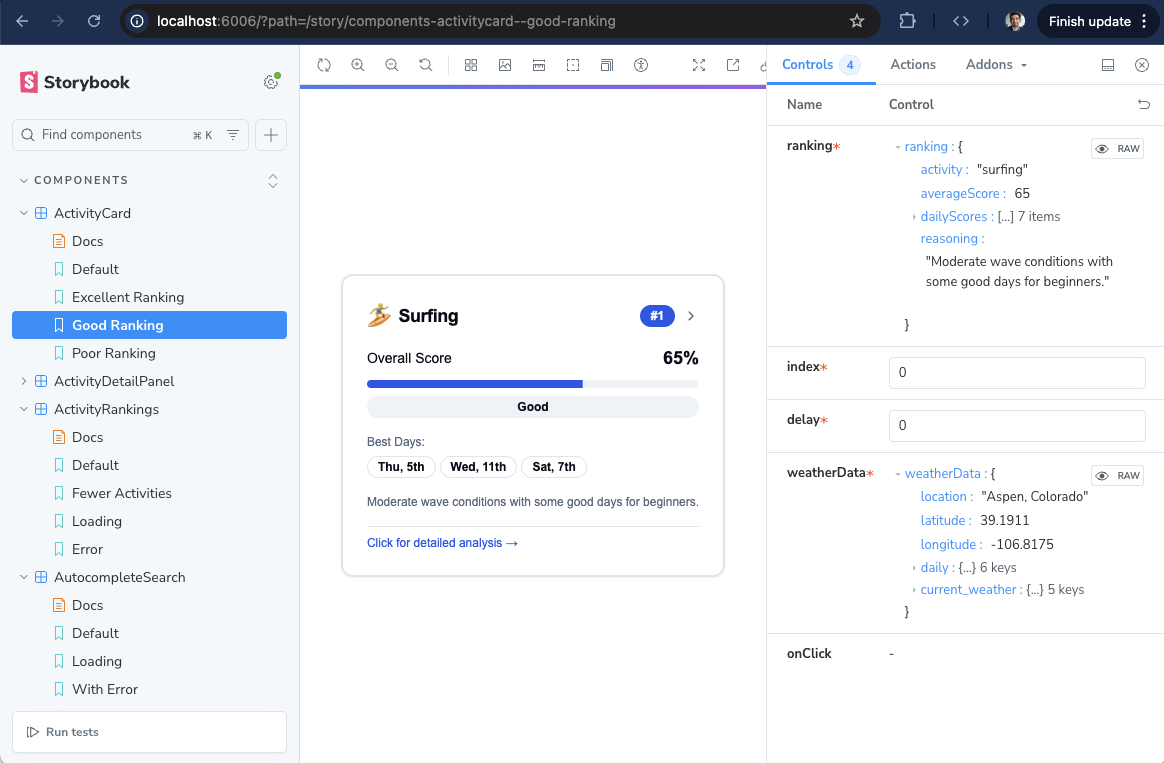 localhost:6006/?path=/story/components-activitycard--good-ranking
Finish update
Storybook
Find components
⌘ K
COMPONENTS
ActivityCard
Docs
Default
Excellent Ranking
Good Ranking
Poor Ranking
ActivityDetailPanel
ActivityRankings
Docs
Default
Fewer Activities
Loading
Error
AutocompleteSearch
Docs
Default
Loading
With Error
Run tests
Surfing
#1
Overall Score
65%
Good
Best Days:
Thu, 5th
Wed, 11th
Sat, 7th
Moderate wave conditions with some good days for beginners.
Click for detailed analysis →
Controls 4
Actions
Addons
Name
Control
ranking*
ranking : {
RAW
activity : "surfing"
averageScore : 65
dailyScores : [...] 7 items
reasoning :
"Moderate wave conditions with
some good days for beginners."
}
index*
0
delay*
0
weatherData*
weatherData : {
RAW
location : "Aspen, Colorado"
latitude : 39.1911
longitude : -106.8175
daily : {...} 6 keys
current_weather : {...} 5 keys
}
onClick
-